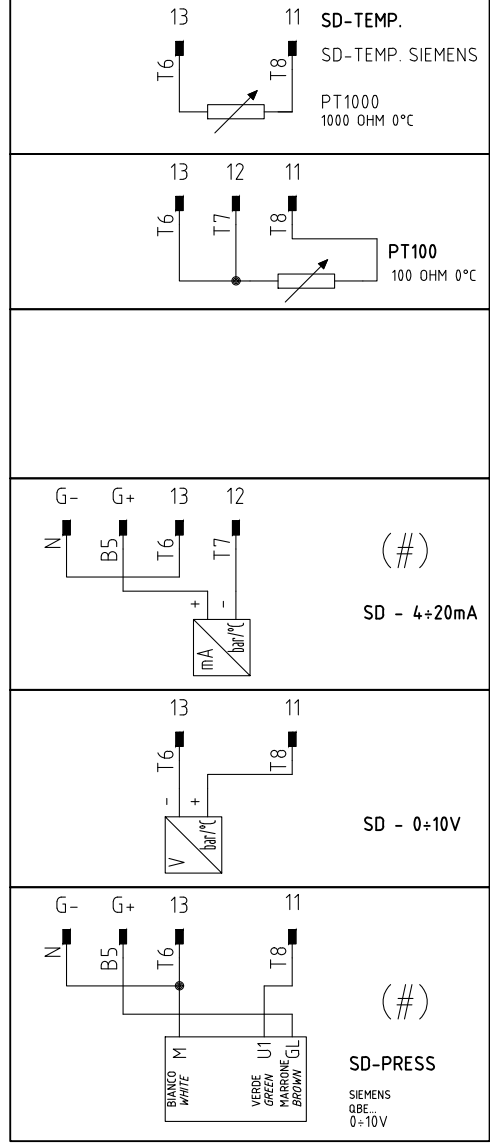 13 11 SD-TEMP.
T6 T8 SD-TEMP. SIEMENS
PT1000
1000 OHM 0°C
13 12 11
T6 T7 T8
PT100
100 OHM 0°C
G- G+ 13 12
N B5 T6 T7
(#)
+ -
SD - 4÷20mA
mA bar/°C
13 11
T6 T8
- +
SD - 0÷10V
V bar/°C
G- G+ 13 11
N B5 T6 T8
(#)
M U1 GL
BIANCO
WHITE
VERDE
GREEN
MARRONE
BROWN
SD-PRESS
SIEMENS
QBE...
0÷10V